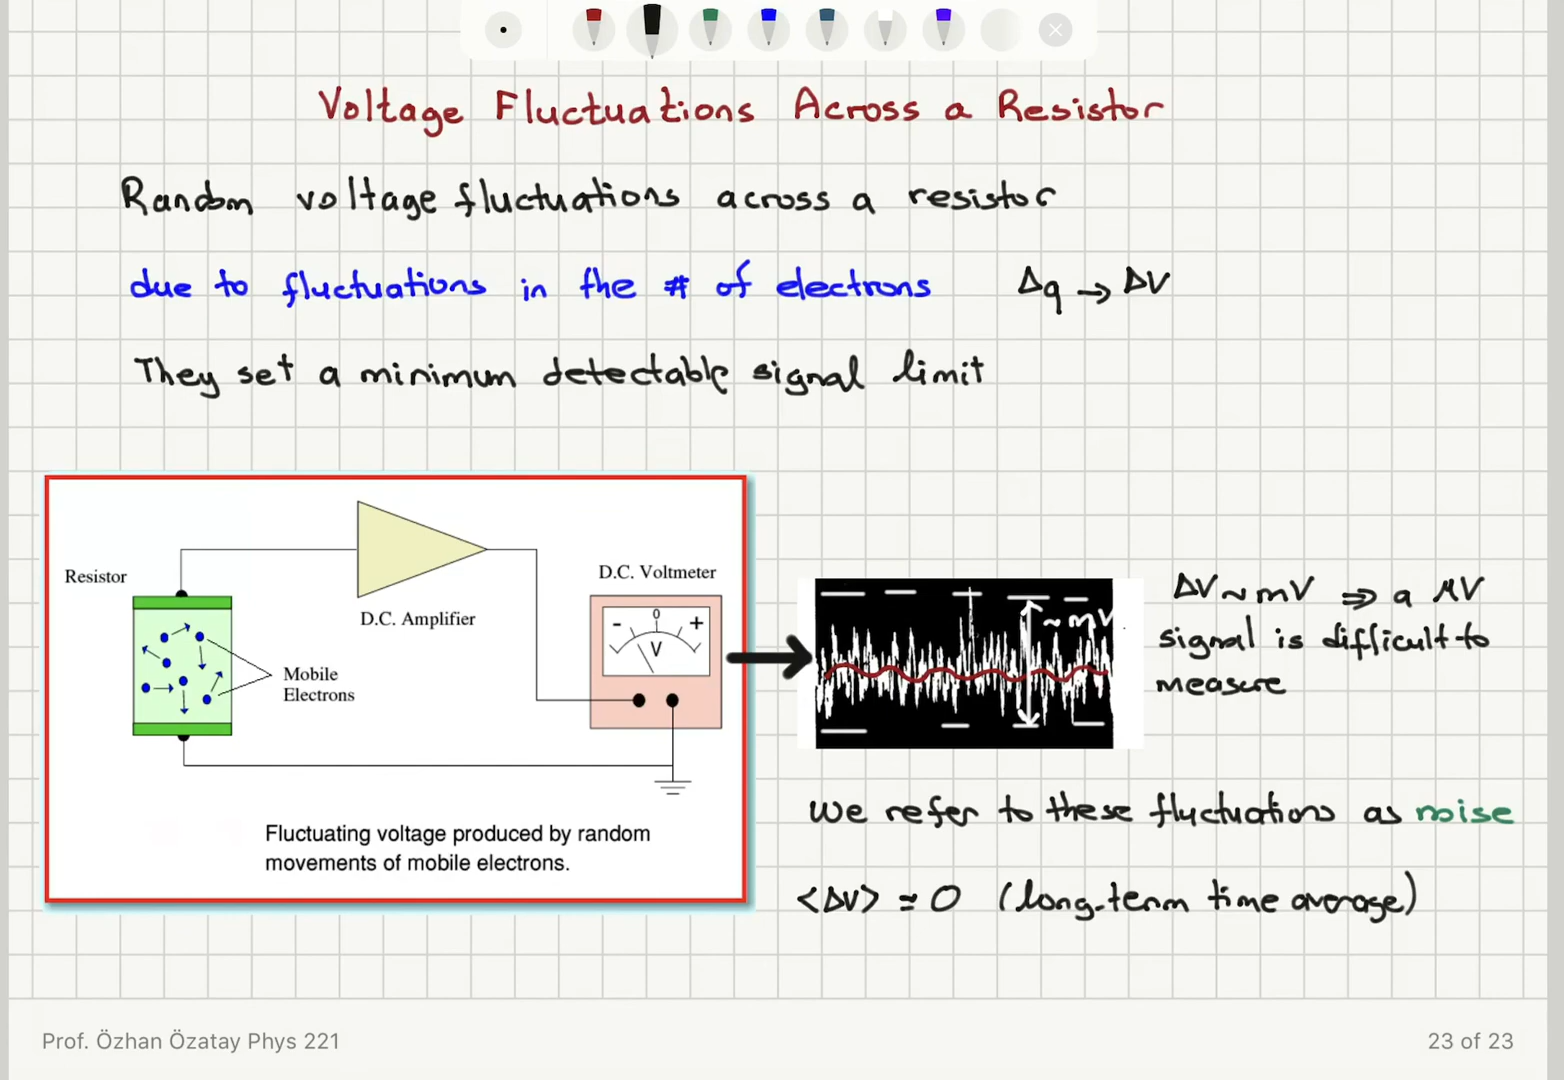 Voltage Fluctuations Across a Resistor
Random voltage fluctuations across a resistor
due to fluctuations in the # of electrons Δq → ΔV
They set a minimum detectable signal limit
Resistor
D.C. Amplifier
D.C. Voltmeter
- 0 +
V
Mobile
Electrons
Fluctuating voltage produced by random
movements of mobile electrons.
~mV
ΔV~mV ⇒ a μV
signal is difficult to
measure
We refer to these fluctuations as noise
<ΔV> ≃ 0 (long-term time average)
Prof. Özhan Özatay Phys 221
23 of 23